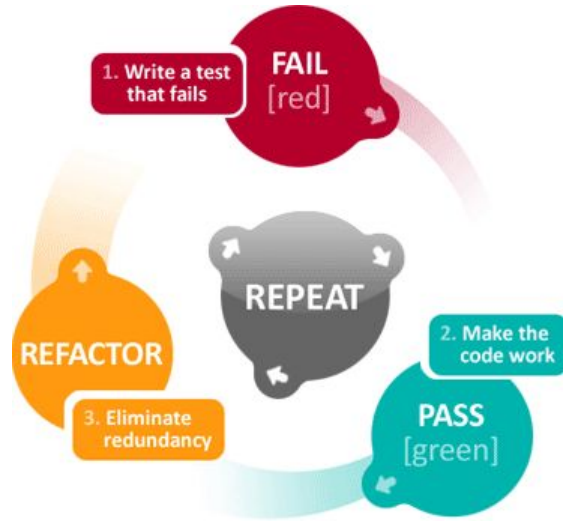 FAIL
[red]
1. Write a test
that fails
REPEAT
2. Make the
code work
PASS
[green]
REFACTOR
3. Eliminate
redundancy